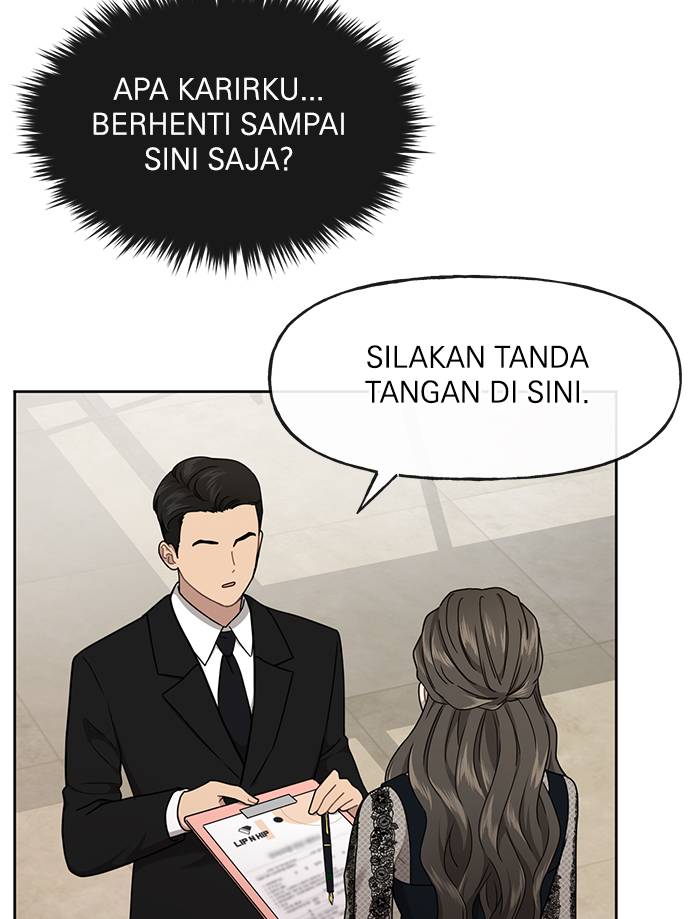 APA KARIRKU...
BERHENTI SAMPAI
SINI SAJA?
SILAKAN TANDA
TANGAN DI SINI.
LIP N HIP